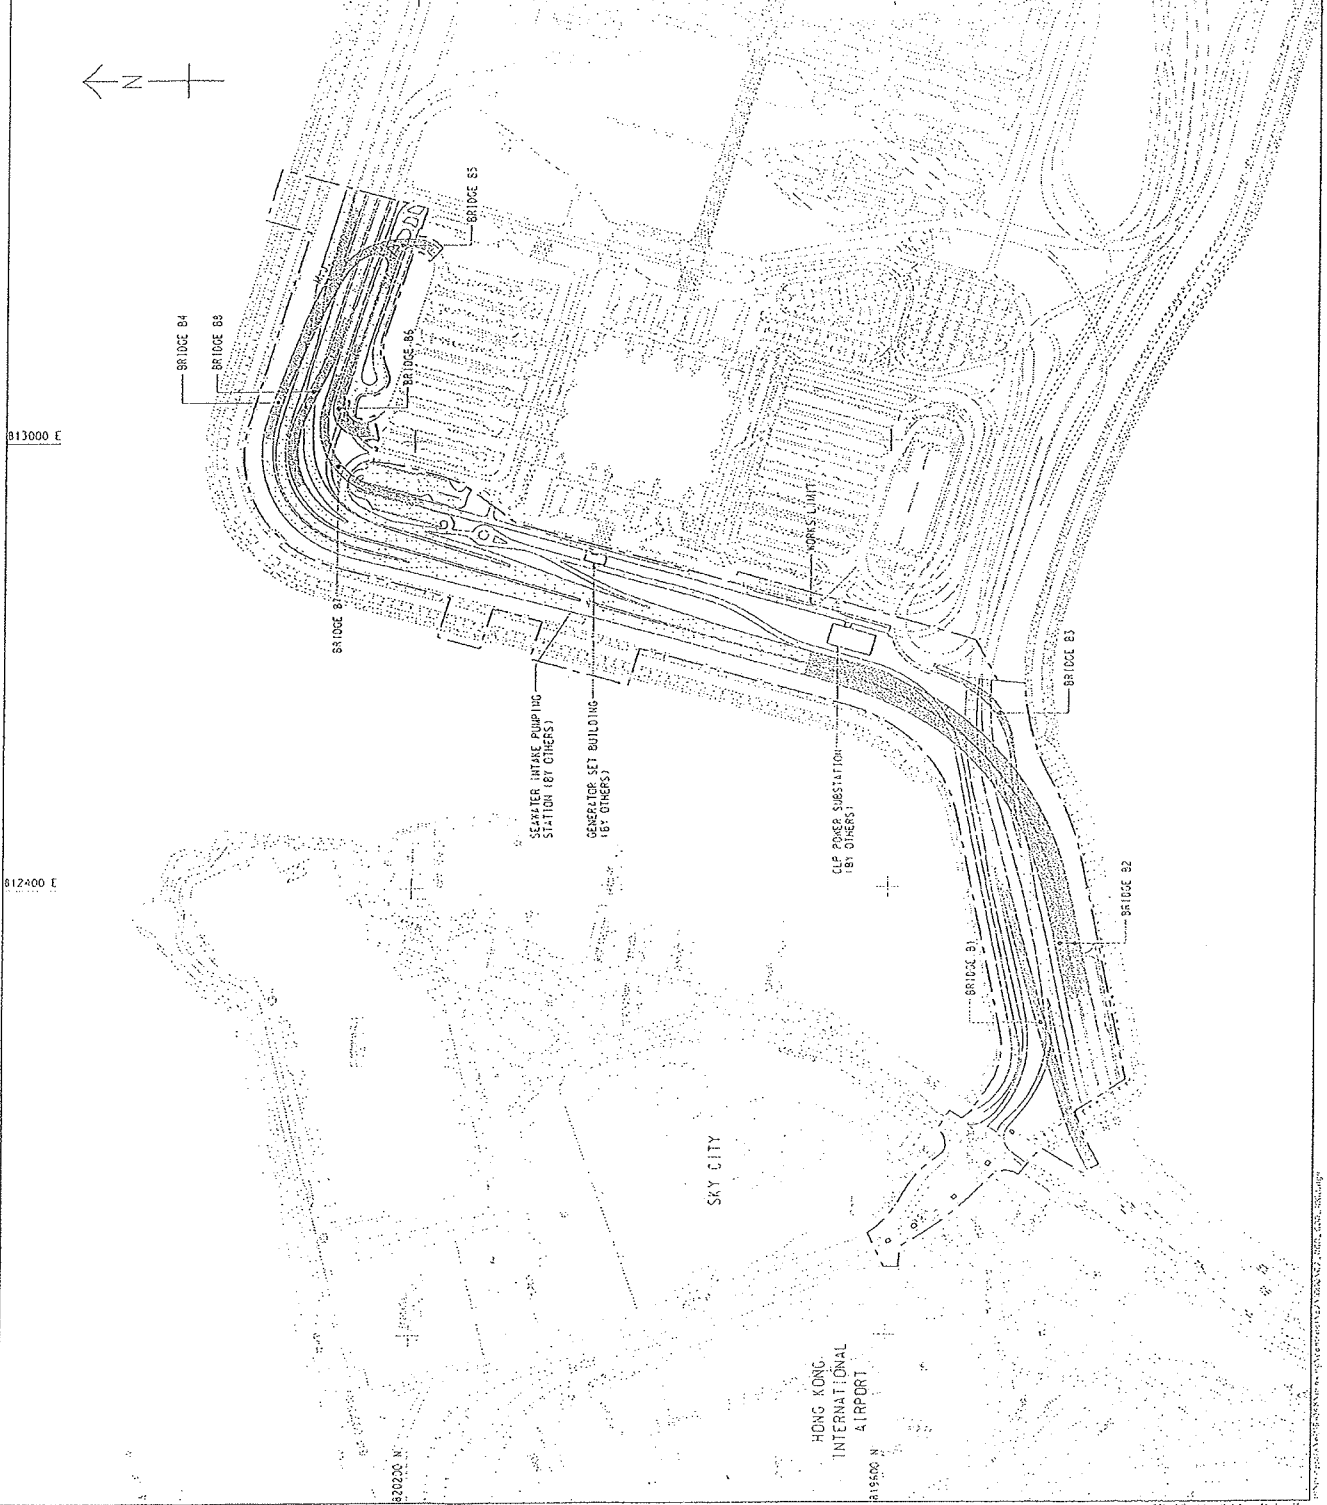 N
BRIDGE B5
BRIDGE B4
BRIDGE B8
BRIDGE B6
813000 E
WORKS LIMIT
BRIDGE B7
BRIDGE B3
SEAWATER INTAKE PUMPING
STATION (BY OTHERS)
GENERATOR SET BUILDING
(BY OTHERS)
CLP POWER SUBSTATION
(BY OTHERS)
812400 E
BRIDGE B2
BRIDGE B1
SKY CITY
HONG KONG
INTERNATIONAL
AIRPORT
820200 N
819600 N